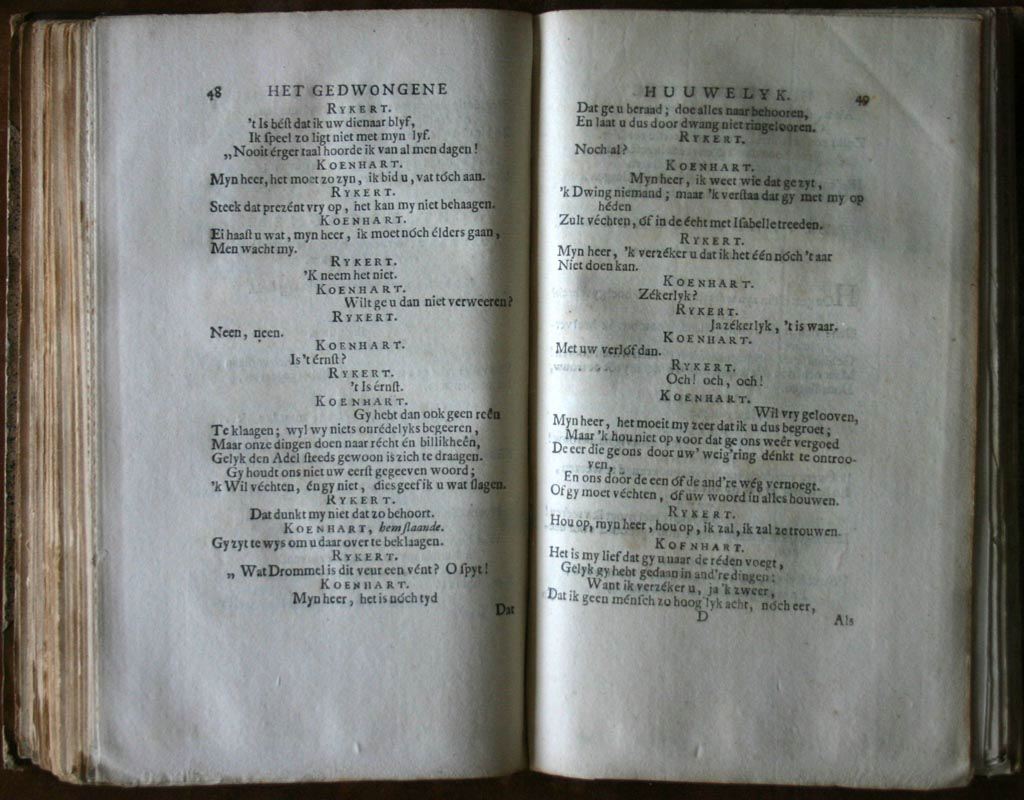 48 HET GEDWONGENE
RYKERT.
't Is bést dat ik uw dienaar blyf,
Ik speel zo ligt niet met myn lyf.
„Nooit érger taal hoorde ik van al men dagen!
KOENHART.
Myn heer, het moet zo zyn, ik bid u, vat tóch aan.
RYKERT.
Steek dat prezént vry op, het kan my niet behaagen.
KOENHART.
Ei haast u wat, myn heer, ik moet nóch élders gaan,
Men wacht my.
RYKERT.
'K neem het niet.
KOENHART.
Wilt ge u dan niet verweeren?
RYKERT.
Neen, neen.
KOENHART.
Is 't érnst?
RYKERT.
't Is érnst.
KOENHART.
Gy hebt dan ook geen reên
Te klaagen; wyl wy niets onrédelyks begeeren,
Maar onze dingen doen naar récht én billikheên,
Gelyk den Adel steeds gewoon is zich te draagen.
Gy houdt ons niet uw eerst gegeeven woord;
'k Wil véchten, én gy niet, dies geef ik u wat slagen.
RYKERT.
Dat dunkt my niet dat zo behoort.
KOENHART, hem slaande.
Gy zyt te wys om u daar over te beklaagen.
RYKERT.
„ Wat Drommel is dit veur een vént? O spyt!
KOENHART.
Myn heer, het is nóch tyd
Dat
HUUWELYK. 49
Dat ge u beraad; doe alles naar behooren,
En laat u dus door dwang niet ringelooren.
RYKERT.
Noch al?
KOENHART.
Myn heer, ik weet wie dat ge zyt,
'k Dwing niemand; maar 'k verstaa dat gy met my op
héden
Zult véchten, óf in de écht met Isabelle treeden.
RYKERT.
Myn heer, 'k verzéker u dat ik het één nóch 't aar
Niet doen kan.
KOENHART.
Zékerlyk?
RYKERT.
Ja zékerlyk, 't is waar.
KOENHART.
Met uw verlóf dan.
RYKERT.
Och! och, och!
KOENHART.
Wil vry gelooven,
Myn heer, het moeit my zeer dat ik u dus begroet;
Maar 'k hou niet op voor dat ge ons weêr vergoed
De eer die ge ons door uw' weig'ring dénkt te ontroo-
ven,
En ons door de een óf de and're wég vernoegt.
Of gy moet véchten, óf uw woord in alles houwen.
RYKERT.
Hou op, myn heer, hou op, ik zal, ik zal ze trouwen.
KOENHART.
Het is my lief dat gy u naar de réden voegt,
Gelyk gy hebt gedaan in and're dingen;
Want ik verzéker u, ja 'k zweer,
Dat ik geen ménsch zo hoog lyk acht, nóch eer,
D Als